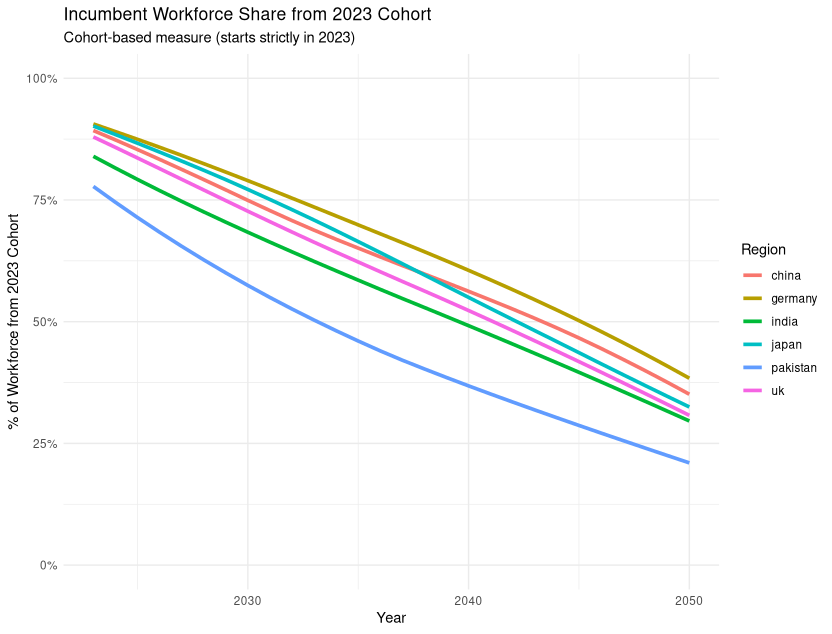 Incumbent Workforce Share from 2023 Cohort
Cohort-based measure (starts strictly in 2023)
% of Workforce from 2023 Cohort
100%
75%
50%
25%
0%
2030
2040
2050
Year
Region
china
germany
india
japan
pakistan
uk